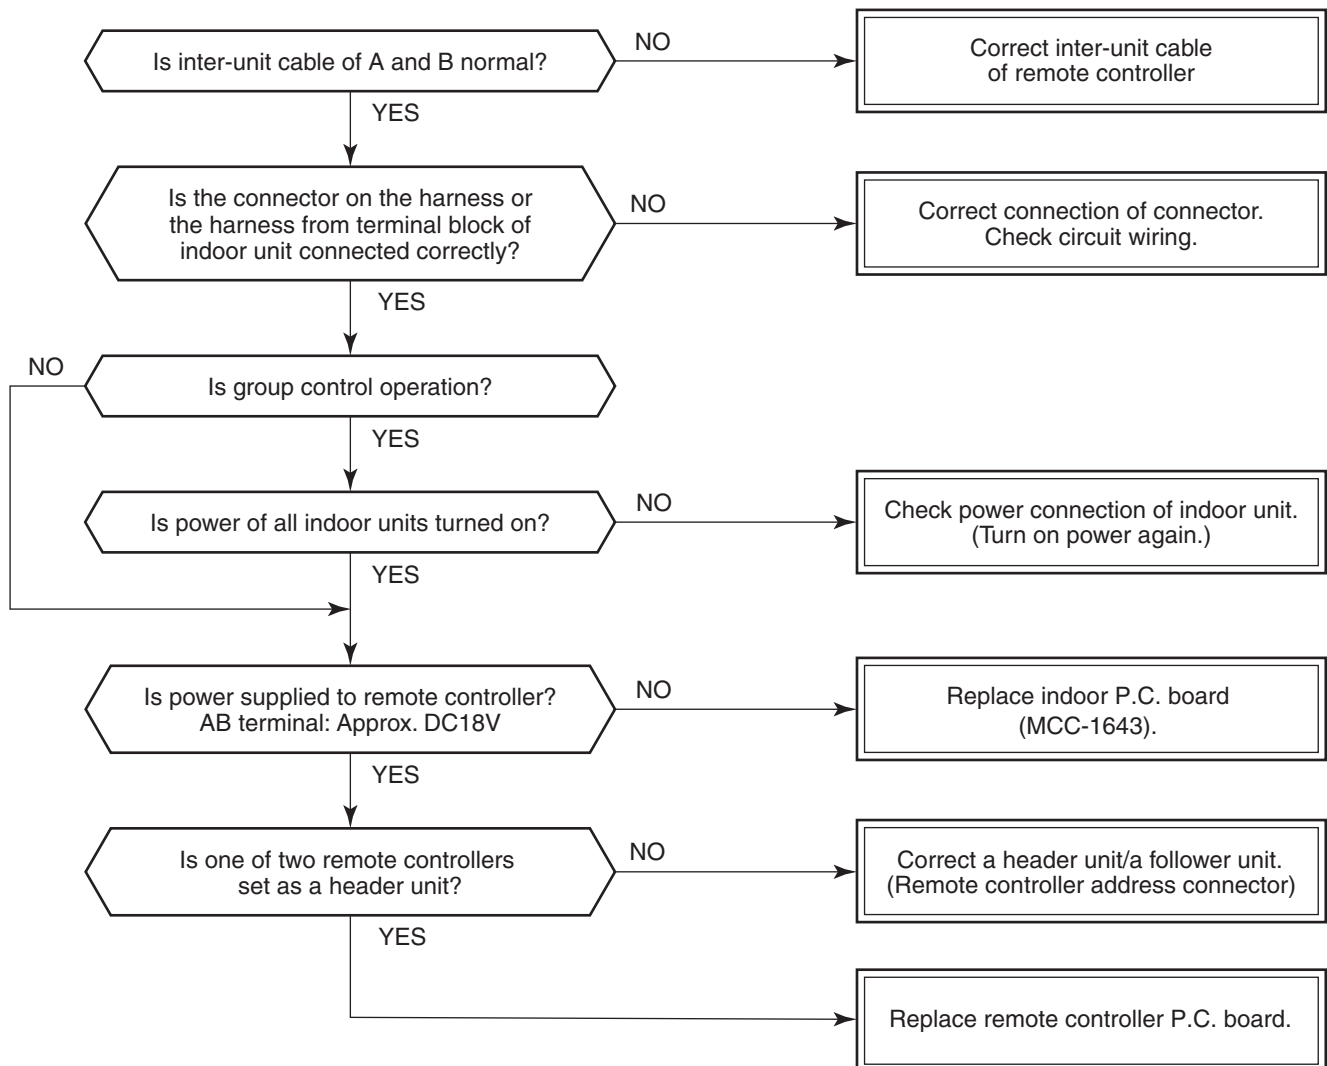 Is inter-unit cable of A and B normal?
NO
Correct inter-unit cable
of remote controller
YES
Is the connector on the harness or
the harness from terminal block of
indoor unit connected correctly?
NO
Correct connection of connector.
Check circuit wiring.
YES
NO
Is group control operation?
YES
Is power of all indoor units turned on?
NO
Check power connection of indoor unit.
(Turn on power again.)
YES
Is power supplied to remote controller?
AB terminal: Approx. DC18V
NO
Replace indoor P.C. board
(MCC-1643).
YES
Is one of two remote controllers
set as a header unit?
NO
Correct a header unit/a follower unit.
(Remote controller address connector)
YES
Replace remote controller P.C. board.